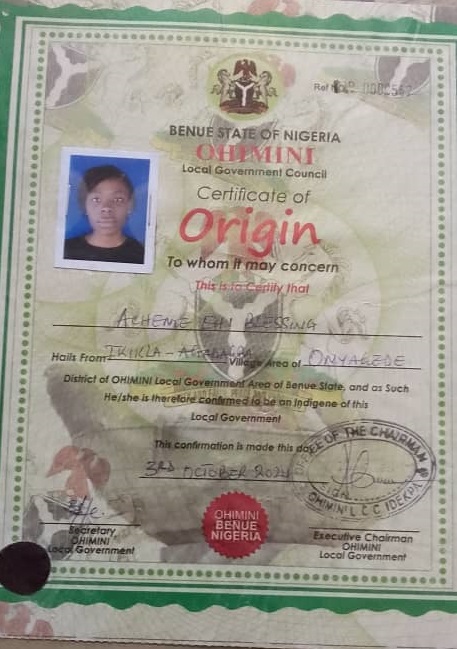 Ref No. 0000567
BENUE STATE OF NIGERIA
OHIMINI
Local Government Council
Certificate of
Origin
To whom it may concern
This is to Certify that
ACHEME EHI BLESSING
Hails From Village Area of ONYAGEDE
District of OHIMINI Local Government Area of Benue State, and as Such
He/she is therefore confirmed to be an Indigene of this
Local Government
This confirmation is made this day
3RD OCTOBER
OFFICE OF THE CHAIRMAN
OHIMINI L G C IDEKPA
OHIMINI
BENUE
NIGERIA
Secretary
OHIMINI
Local Government
Executive Chairman
OHIMINI
Local Government